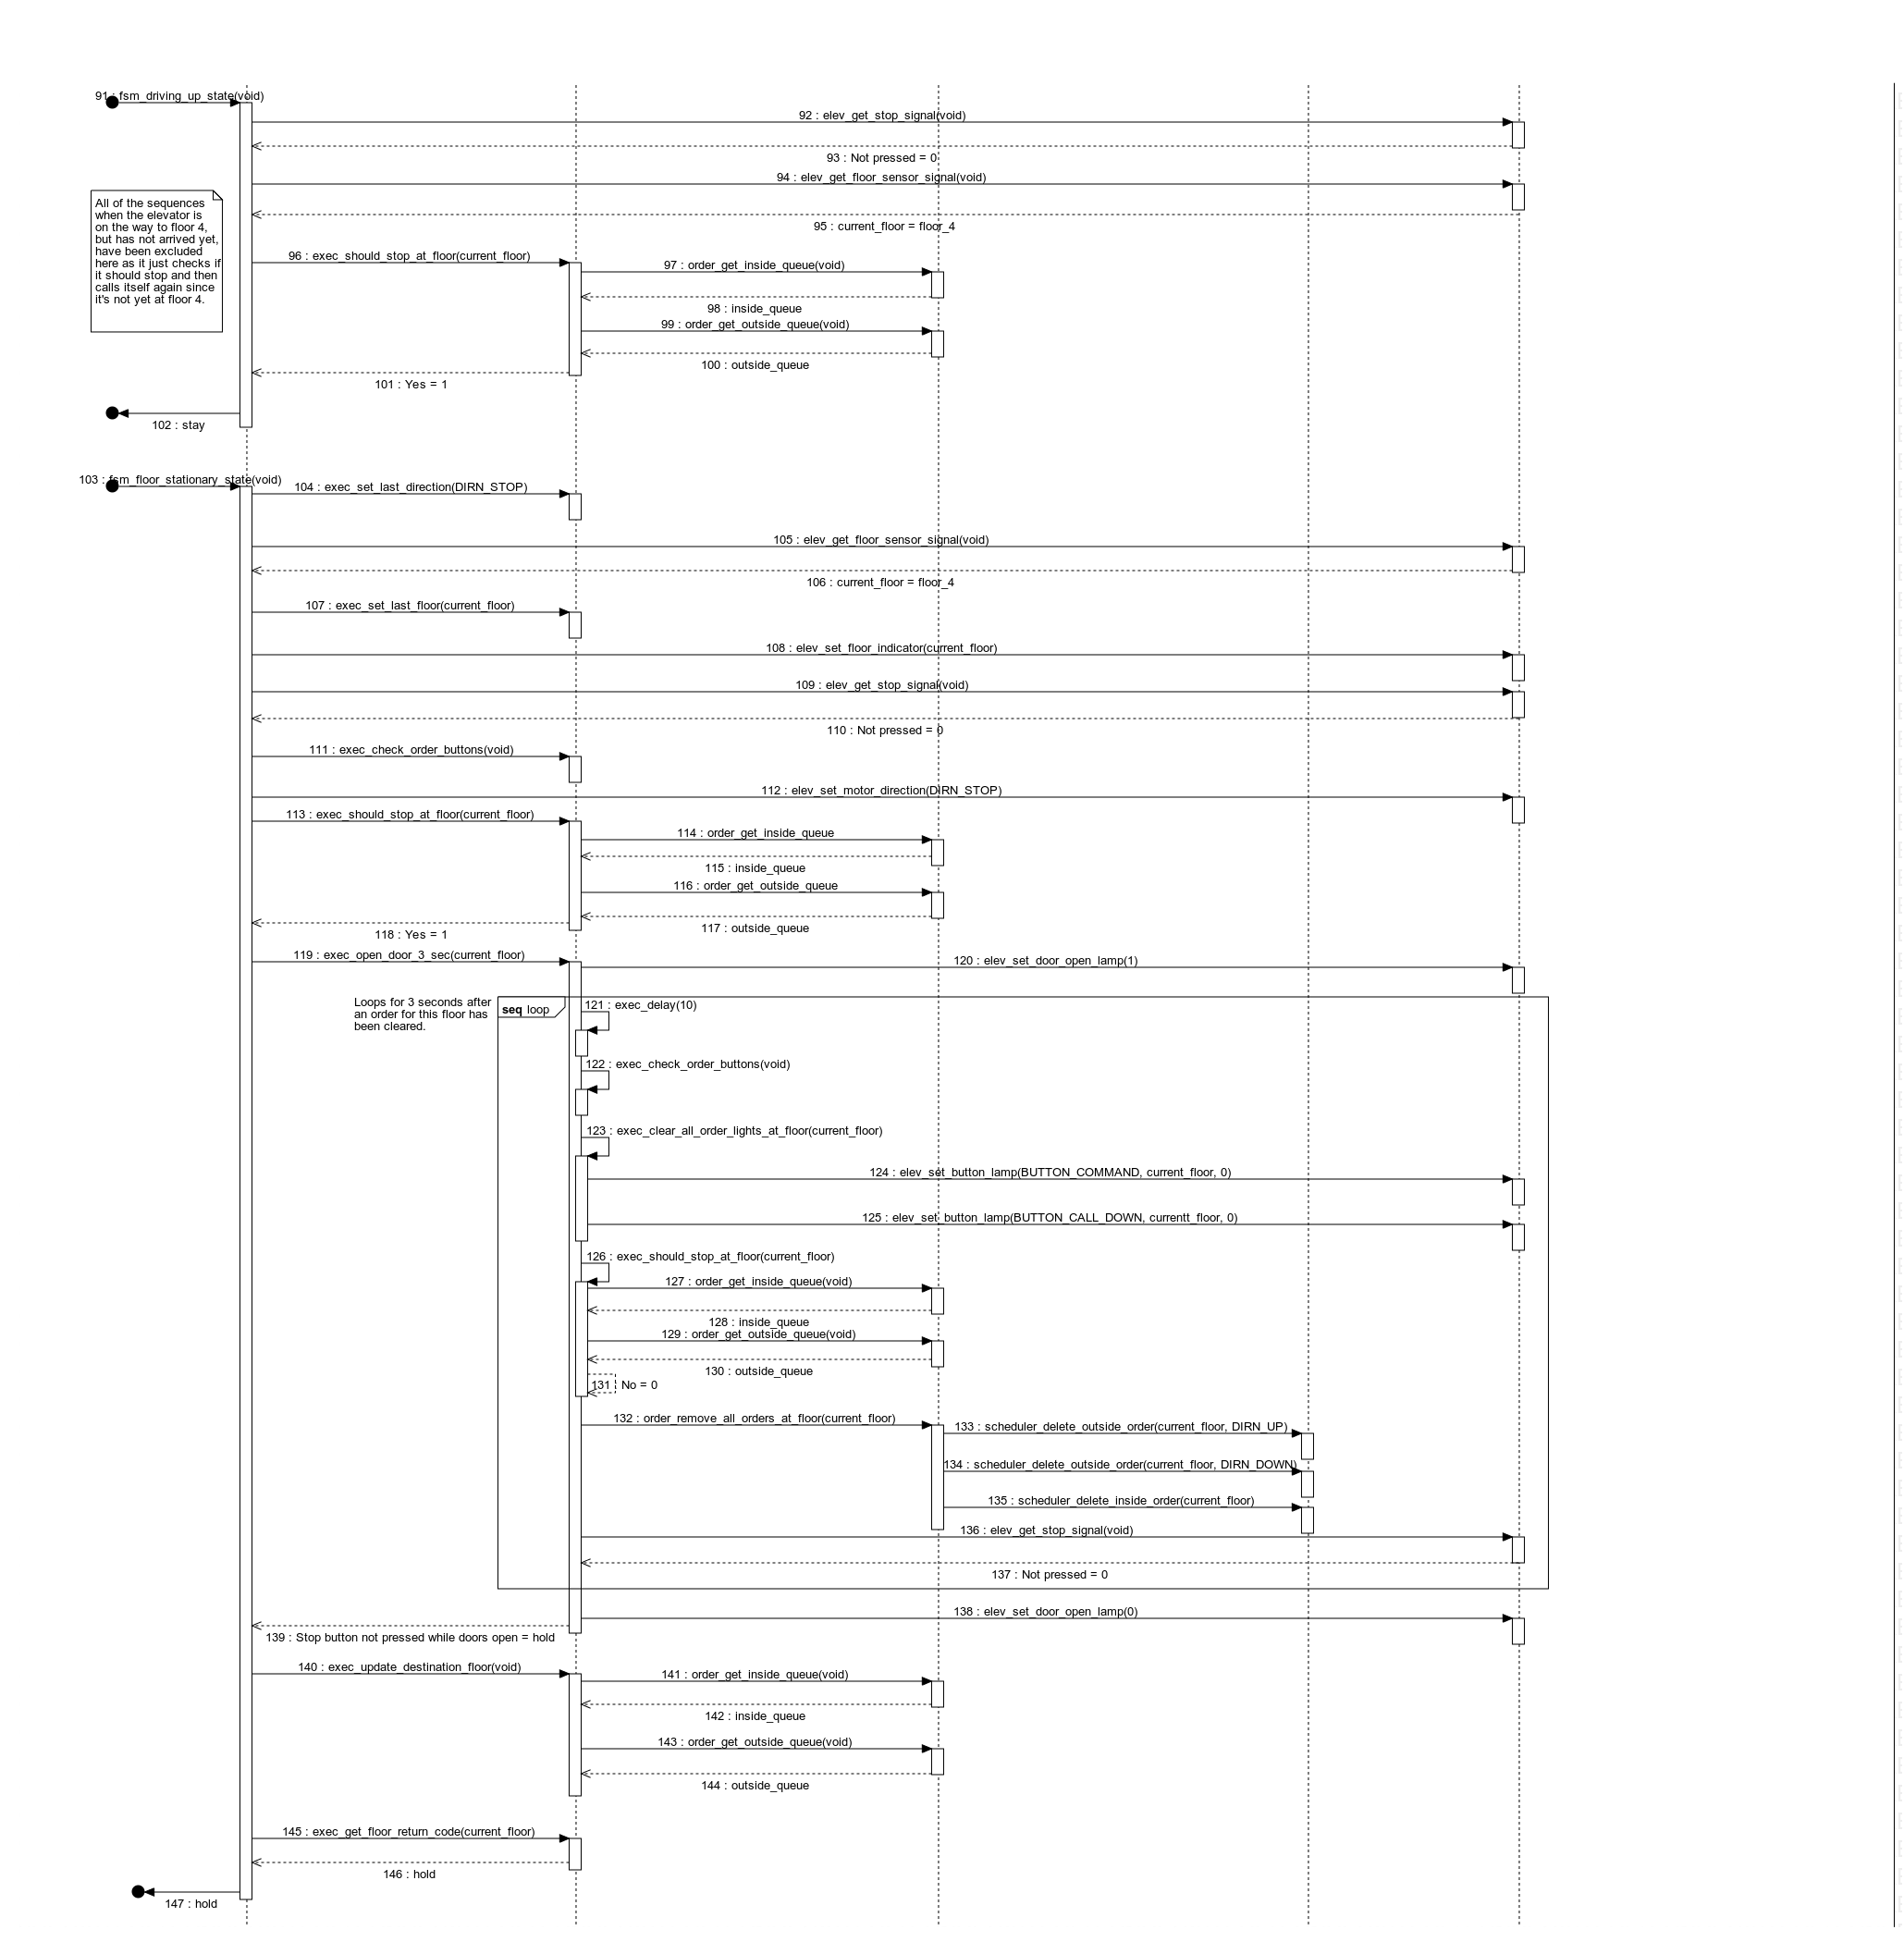 91 : fsm_driving_up_state(void)
92 : elev_get_stop_signal(void)
93 : Not pressed = 0
94 : elev_get_floor_sensor_signal(void)
All of the sequences
when the elevator is
on the way to floor 4,
but has not arrived yet,
have been excluded
here as it just checks if
it should stop and then
calls itself again since
it's not yet at floor 4.
95 : current_floor = floor_4
96 : exec_should_stop_at_floor(current_floor)
97 : order_get_inside_queue(void)
98 : inside_queue
99 : order_get_outside_queue(void)
100 : outside_queue
101 : Yes = 1
102 : stay
103 : fsm_floor_stationary_state(void)
104 : exec_set_last_direction(DIRN_STOP)
105 : elev_get_floor_sensor_signal(void)
106 : current_floor = floor_4
107 : exec_set_last_floor(current_floor)
108 : elev_set_floor_indicator(current_floor)
109 : elev_get_stop_signal(void)
110 : Not pressed = 0
111 : exec_check_order_buttons(void)
112 : elev_set_motor_direction(DIRN_STOP)
113 : exec_should_stop_at_floor(current_floor)
114 : order_get_inside_queue
115 : inside_queue
116 : order_get_outside_queue
117 : outside_queue
118 : Yes = 1
119 : exec_open_door_3_sec(current_floor)
120 : elev_set_door_open_lamp(1)
Loops for 3 seconds after
an order for this floor has
been cleared.
seq loop
121 : exec_delay(10)
122 : exec_check_order_buttons(void)
123 : exec_clear_all_order_lights_at_floor(current_floor)
124 : elev_set_button_lamp(BUTTON_COMMAND, current_floor, 0)
125 : elev_set_button_lamp(BUTTON_CALL_DOWN, currentt_floor, 0)
126 : exec_should_stop_at_floor(current_floor)
127 : order_get_inside_queue(void)
128 : inside_queue
129 : order_get_outside_queue(void)
130 : outside_queue
131 : No = 0
132 : order_remove_all_orders_at_floor(current_floor)
133 : scheduler_delete_outside_order(current_floor, DIRN_UP)
134 : scheduler_delete_outside_order(current_floor, DIRN_DOWN)
135 : scheduler_delete_inside_order(current_floor)
136 : elev_get_stop_signal(void)
137 : Not pressed = 0
138 : elev_set_door_open_lamp(0)
139 : Stop button not pressed while doors open = hold
140 : exec_update_destination_floor(void)
141 : order_get_inside_queue(void)
142 : inside_queue
143 : order_get_outside_queue(void)
144 : outside_queue
145 : exec_get_floor_return_code(current_floor)
146 : hold
147 : hold